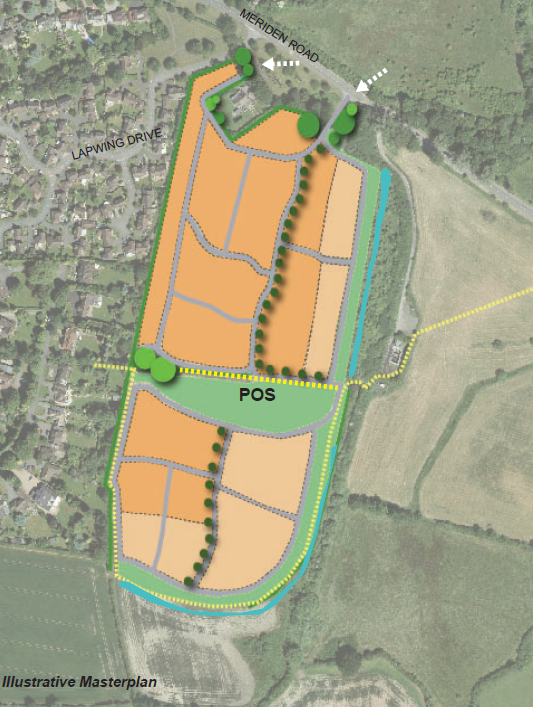 MERIDEN ROAD
LAPWING DRIVE
POS
Illustrative Masterplan